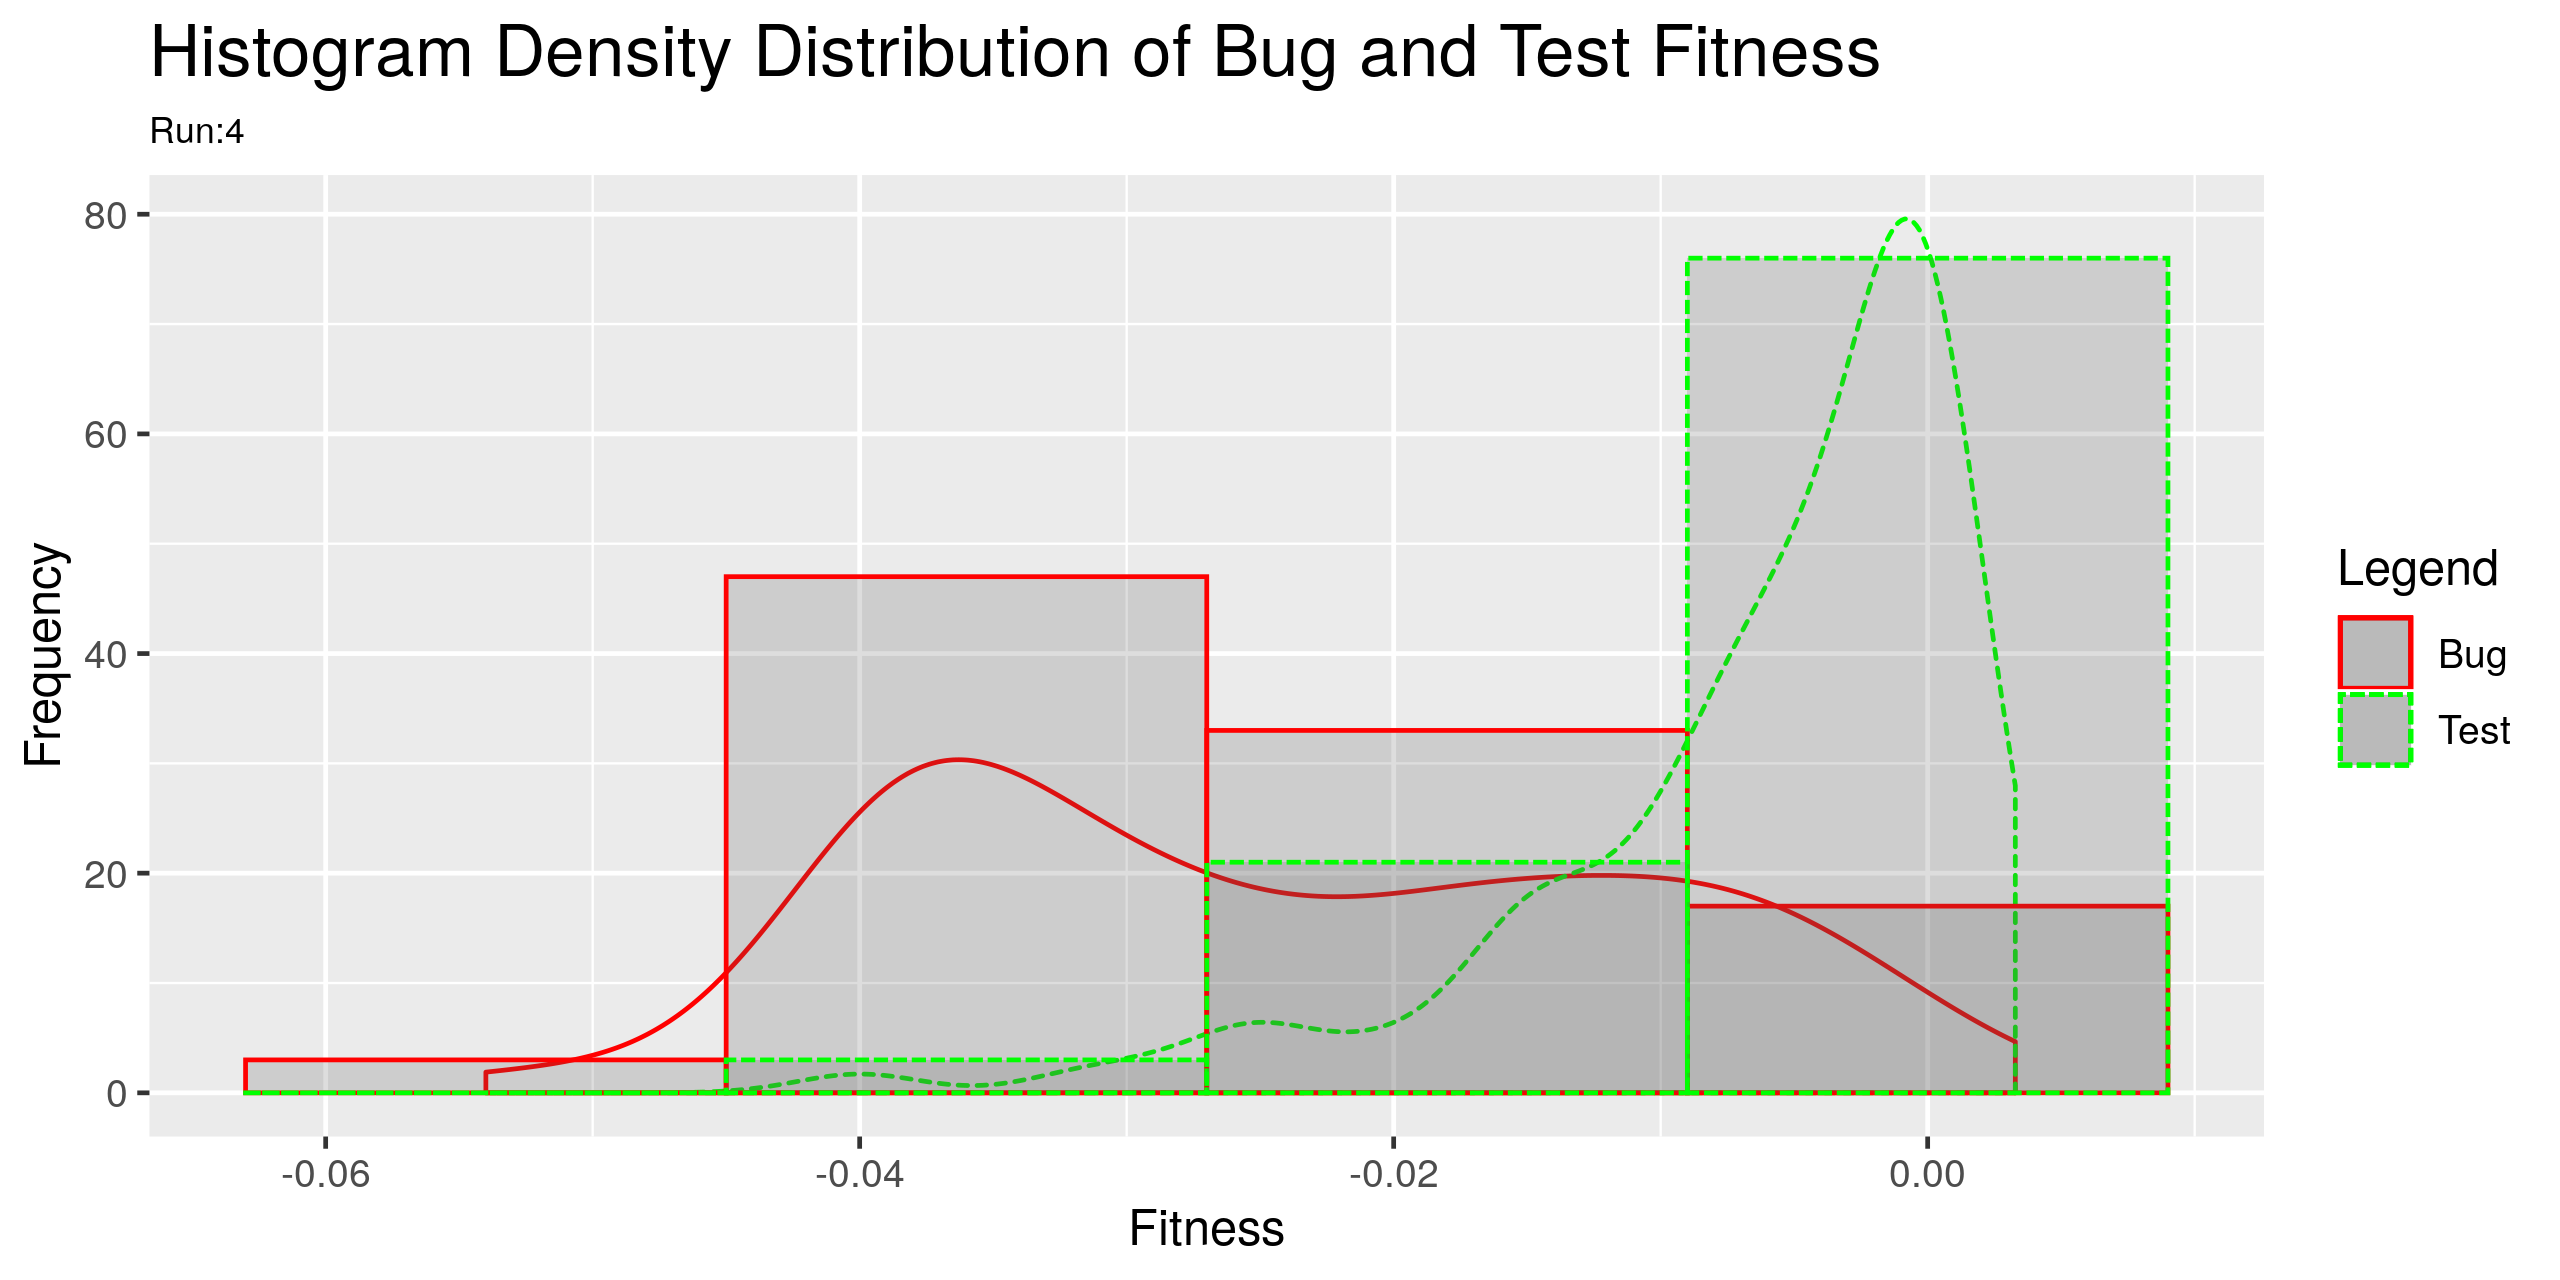 Histogram Density Distribution of Bug and Test Fitness
Run:4
Frequency
80
60
40
20
0
-0.06 -0.04 -0.02 0.00
Fitness
Legend
Bug
Test